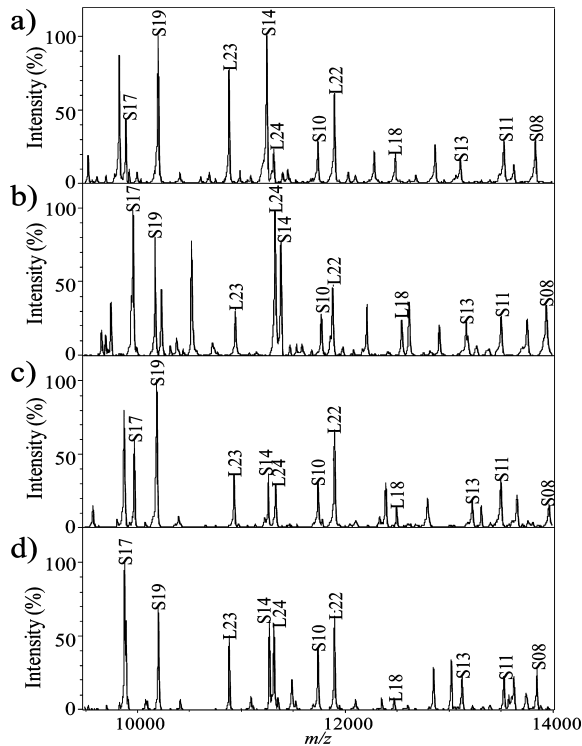 a)
Intensity (%)
100
50
0
S17
S19
L23
S14
L24
S10
L22
L18
S13
S11
S08
b)
Intensity (%)
100
50
0
S17
S19
L23
L24
S14
S10
L22
L18
S13
S11
S08
c)
Intensity (%)
100
50
0
S17
S19
L23
S14
L24
S10
L22
L18
S13
S11
S08
d)
Intensity (%)
100
50
0
S17
S19
L23
S14
L24
S10
L22
L18
S13
S11
S08
10000 12000 14000
m/z